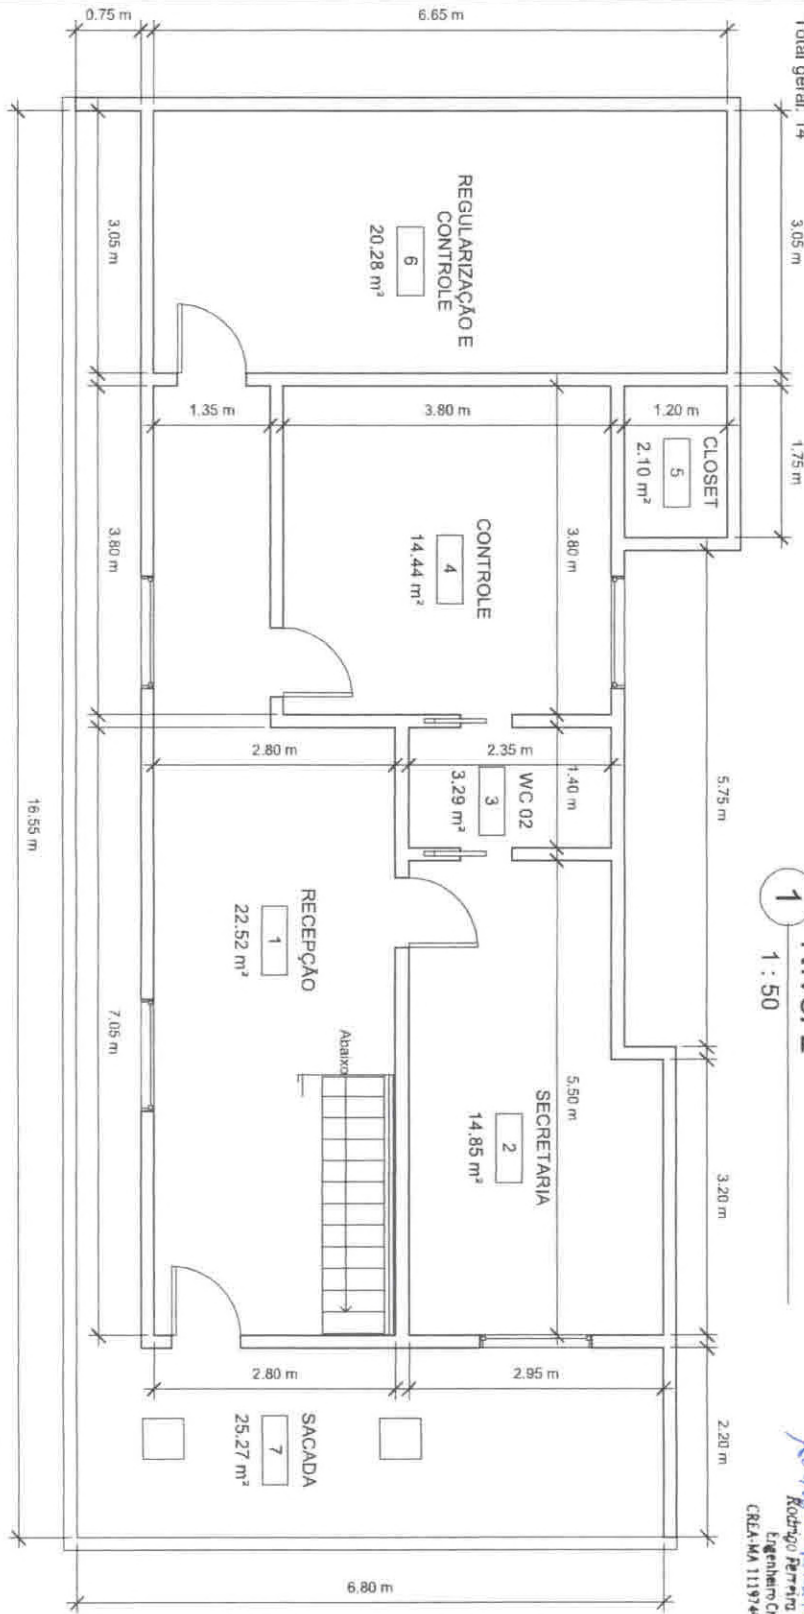 Total geral: 14
0.75 m
6.65 m
3.05 m
1.75 m
5.75 m
3.20 m
2.20 m
REGULARIZAÇÃO E
CONTROLE
6
20.28 m²
CLOSET
5
2.10 m²
1.35 m
3.80 m
1.20 m
CONTROLE
4
14.44 m²
3.80 m
WC 02
3
3.29 m²
2.80 m
2.35 m
1.40 m
RECEPÇÃO
1
22.52 m²
Abaixo
SECRETARIA
2
14.85 m²
5.50 m
2.80 m
2.95 m
SACADA
7
25.27 m²
3.05 m
3.80 m
7.05 m
16.55 m
6.80 m
1
1 : 50
Rodrigo Ferreira
Engenheiro
CREA-MA